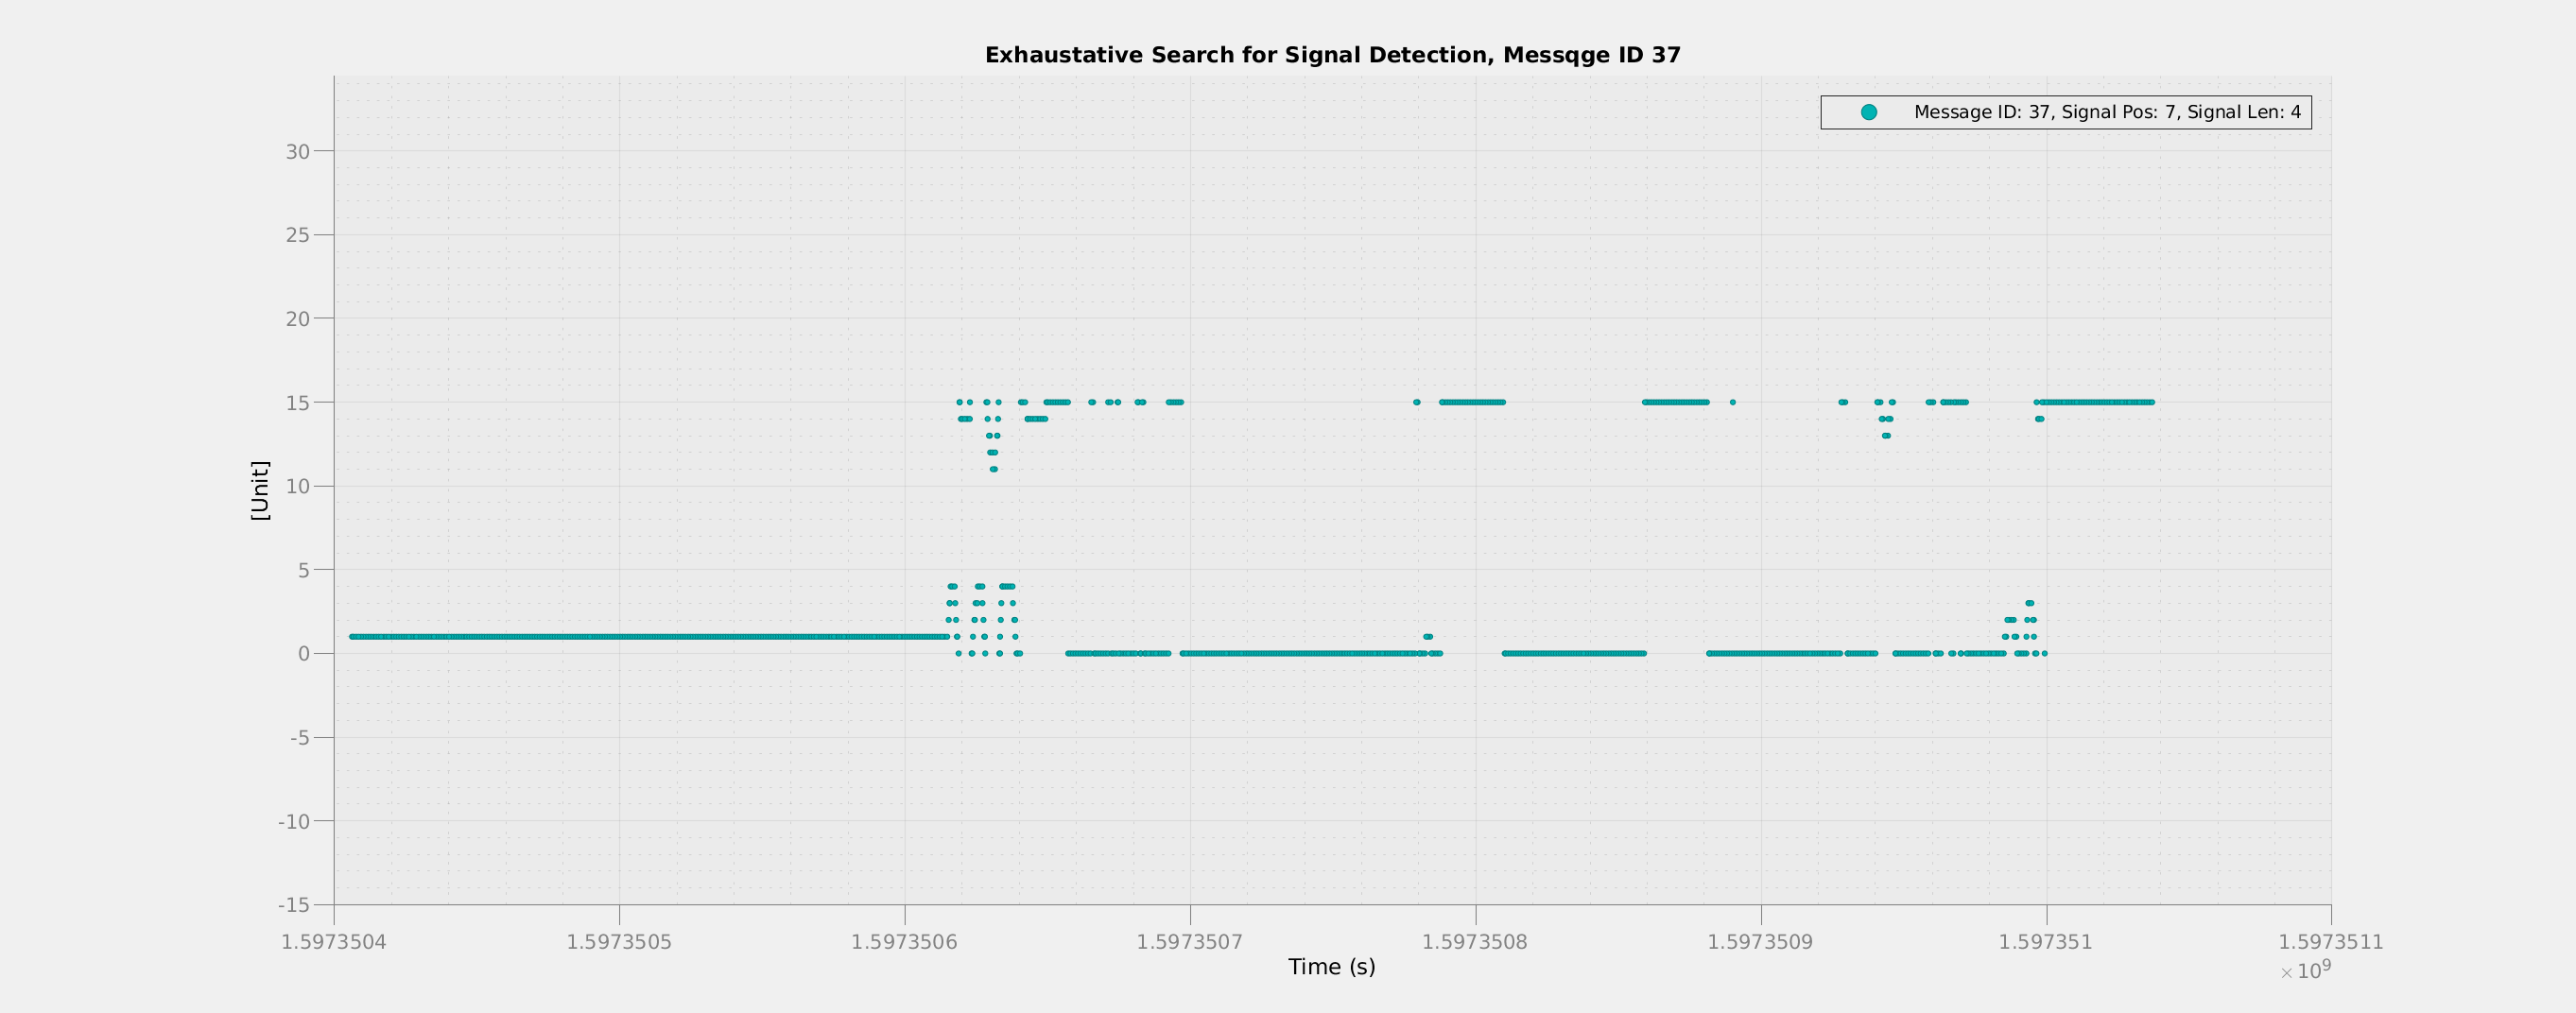 Exhaustative Search for Signal Detection, Messqge ID 37
Message ID: 37, Signal Pos: 7, Signal Len: 4
30
25
20
15
10
5
0
-5
-10
-15
[Unit]
1.5973504 1.5973505 1.5973506 1.5973507 1.5973508 1.5973509 1.597351 1.5973511
Time (s)
× 10⁹